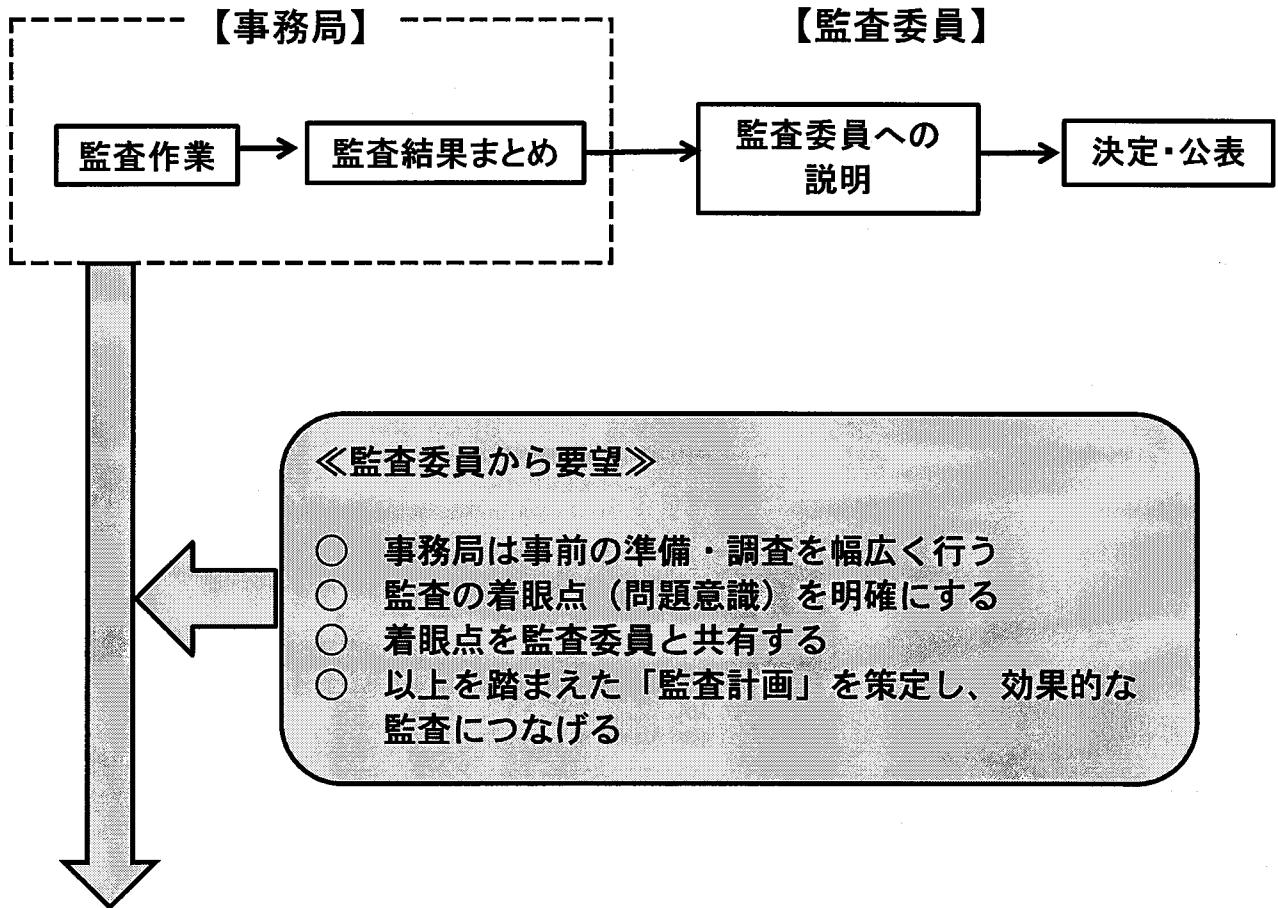 【事務局】
【監査委員】
監査作業
監査結果まとめ
監査委員への
説明
決定・公表
≪監査委員から要望≫
○ 事務局は事前の準備・調査を幅広く行う
○ 監査の着眼点（問題意識）を明確にする
○ 着眼点を監査委員と共有する
○ 以上を踏まえた「監査計画」を策定し、効果的な
監査につなげる